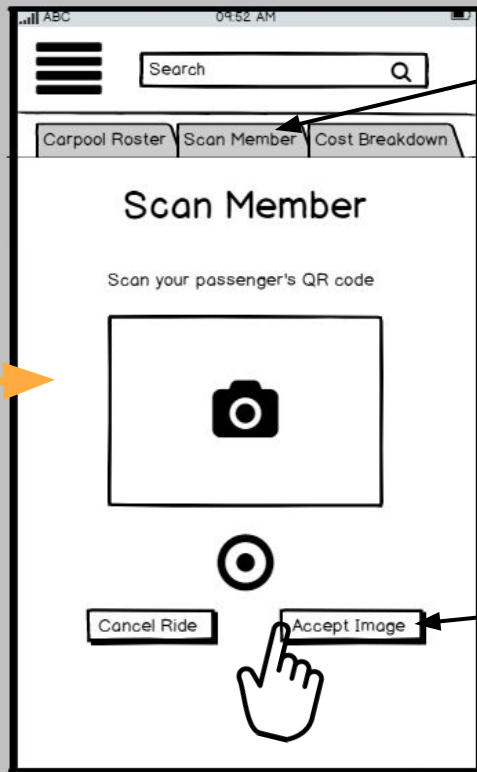 ABC 09:52 AM
Search
Carpool Roster Scan Member Cost Breakdown
Scan Member
Scan your passenger's QR code
Cancel Ride Accept Image